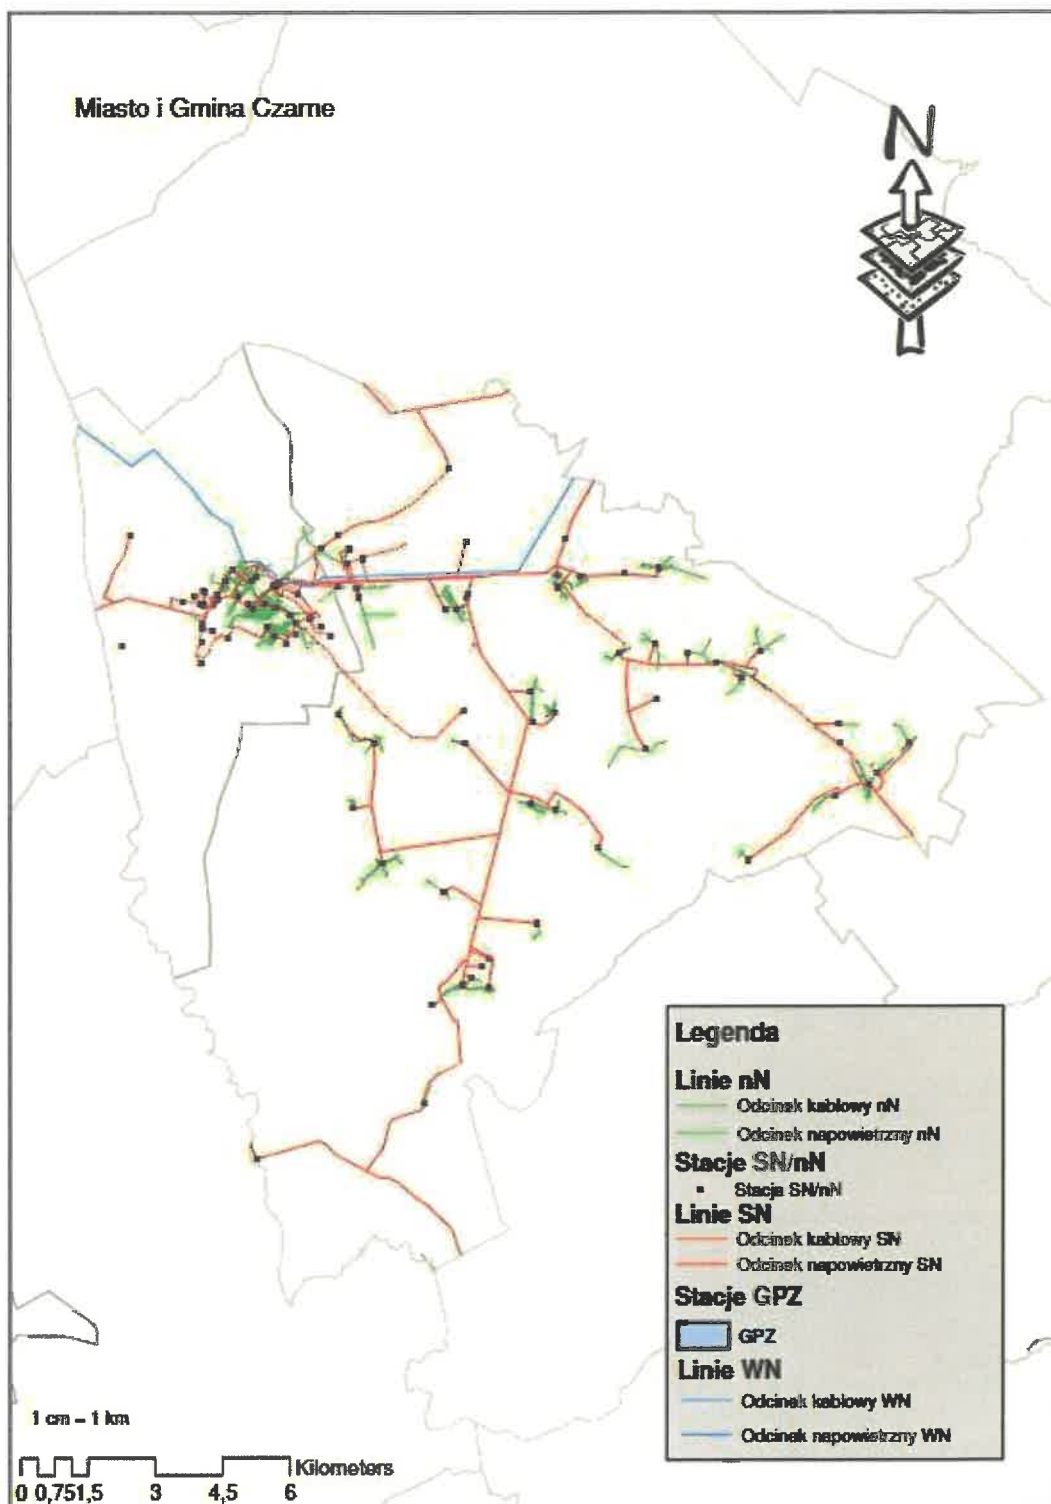 Miasto i Gmina Czarne
N
Legenda
Linie nN
Odcinek kablowy nN
Odcinek napowietrzny nN
Stacje SN/nN
Stacja SN/nN
Linie SN
Odcinek kablowy SN
Odcinek napowietrzny SN
Stacje GPZ
GPZ
Linie WN
Odcinek kablowy WN
Odcinek napowietrzny WN
1 cm – 1 km
Kilometers
0 0,75 1,5 3 4,5 6